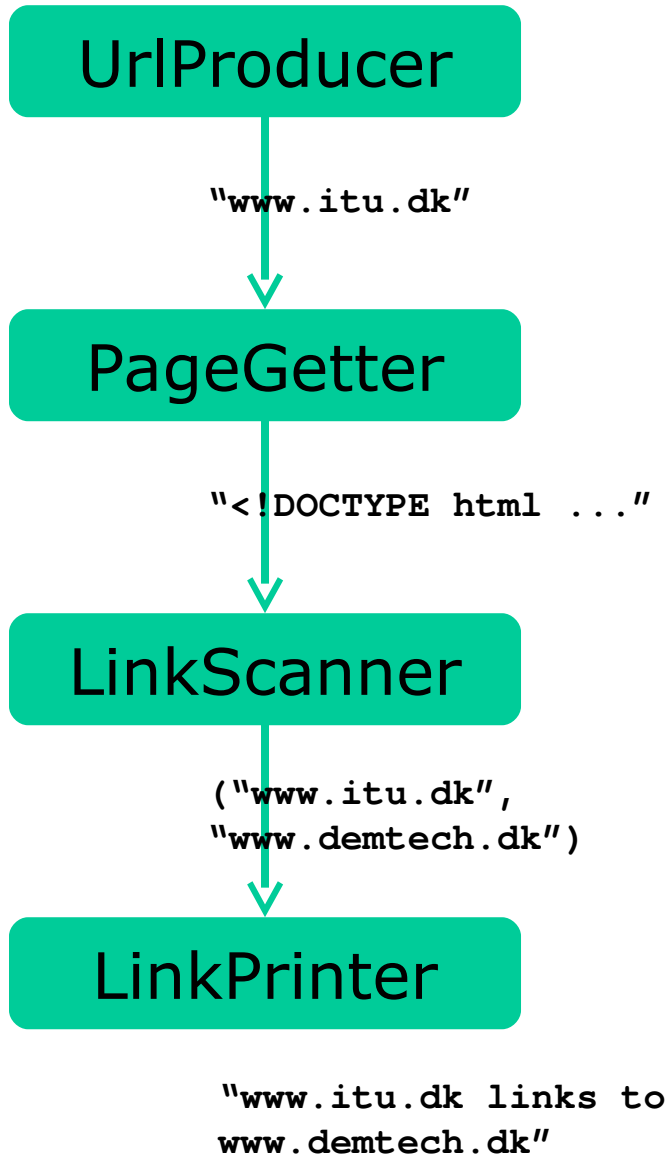 UrlProducer
“www.itu.dk”
PageGetter
“<!DOCTYPE html ...”
LinkScanner
(“www.itu.dk”,
“www.demtech.dk”)
LinkPrinter
“www.itu.dk links to
www.demtech.dk”